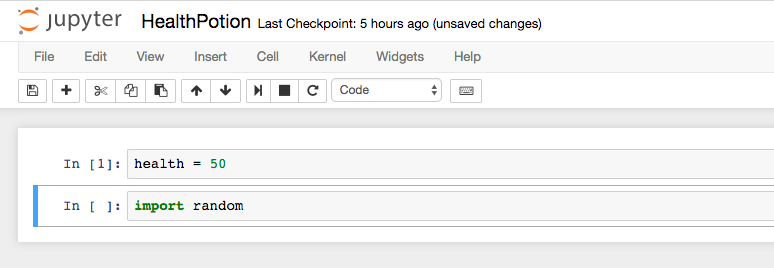 jupyter HealthPotion Last Checkpoint: 5 hours ago (unsaved changes)
File Edit View Insert Cell Kernel Widgets Help
Code
In [1]: health = 50
In [ ]: import random